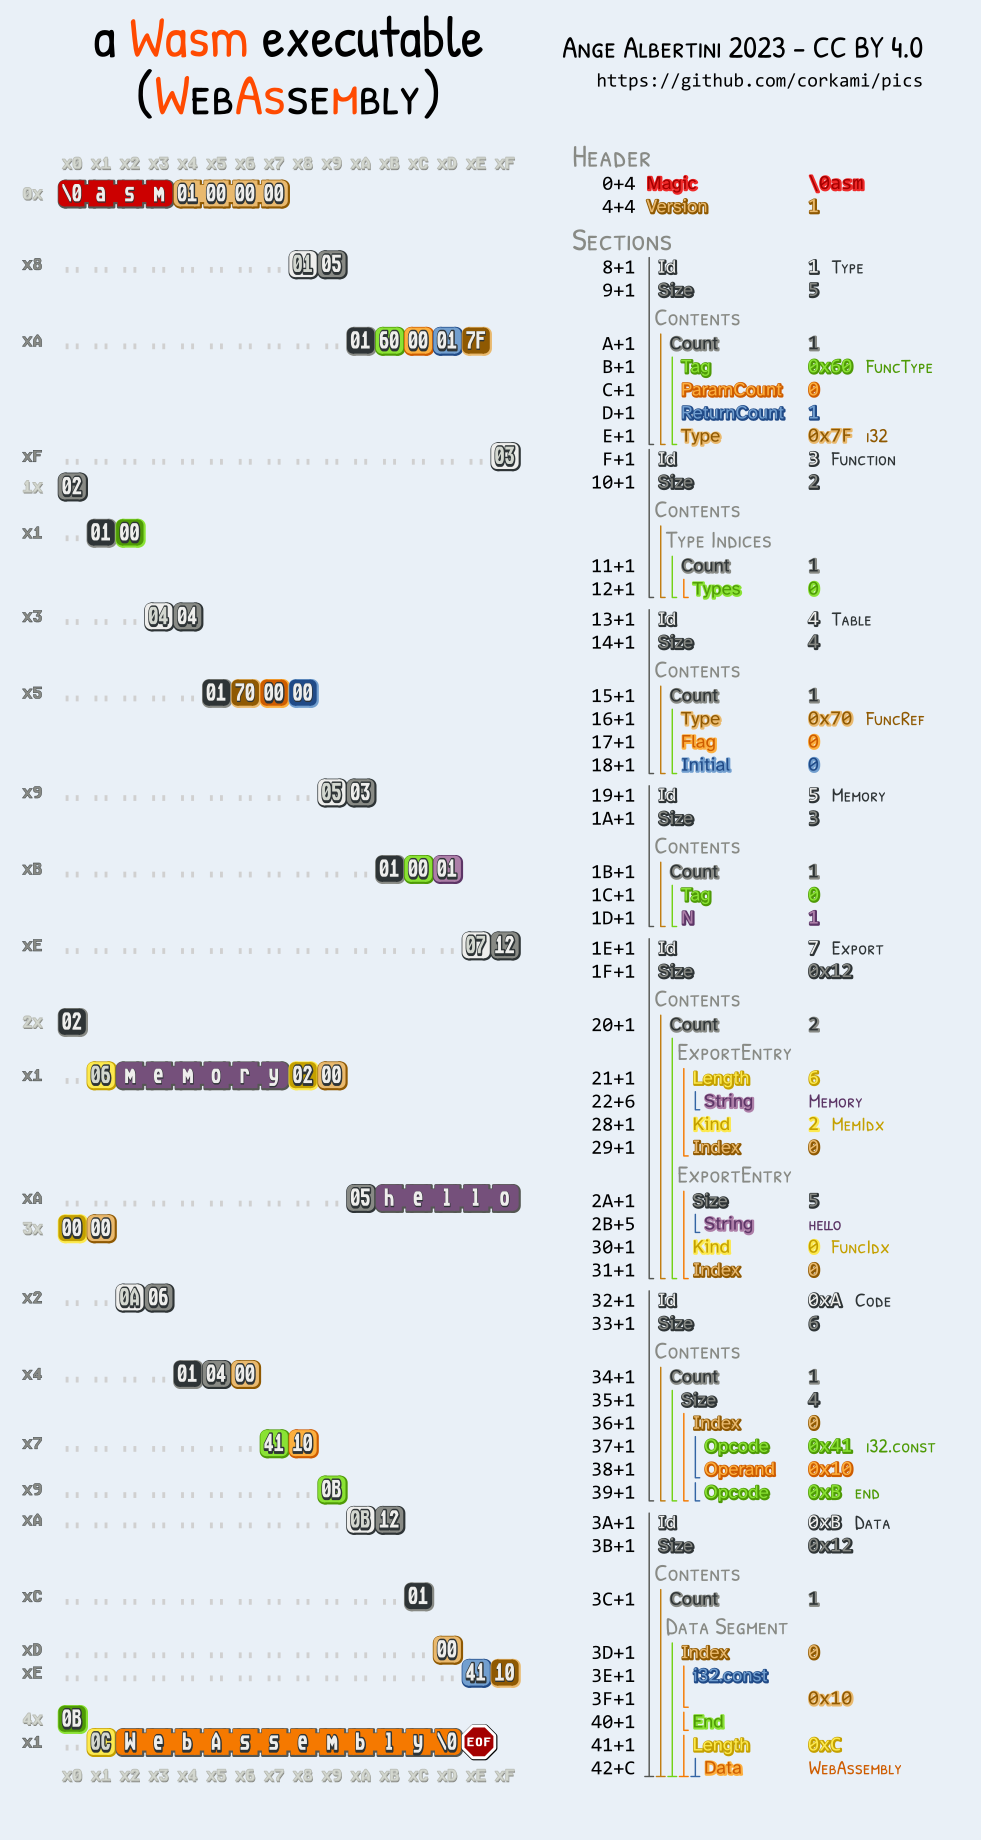 a Wasm executable
(WebAssembly)
Ange Albertini 2023 - CC BY 4.0
https://github.com/corkami/pics
x0 x1 x2 x3 x4 x5 x6 x7 x8 x9 xA xB xC xD xE xF
0x \0 a s m 01 00 00 00
x8 01 05
xA 01 60 00 01 7F
xF 03
1x 02
x1 01 00
x3 04 04
x5 01 70 00 00
x9 05 03
xB 01 00 01
xE 07 12
2x 02
x1 06 m e m o r y 02 00
xA 05 h e l l o
3x 00 00
x2 0A 06
x4 01 04 00
x7 41 10
x9 0B
xA 0B 12
xC 01
xD 00
xE 41 10
4x 0B
x1 0C W e b A s s e m b l y \0 EOF
x0 x1 x2 x3 x4 x5 x6 x7 x8 x9 xA xB xC xD xE xF
Header
0+4 Magic \0asm
4+4 Version 1
Sections
8+1 Id 1 Type
9+1 Size 5
Contents
A+1 Count 1
B+1 Tag 0x60 FuncType
C+1 ParamCount 0
D+1 ReturnCount 1
E+1 Type 0x7F i32
F+1 Id 3 Function
10+1 Size 2
Contents
Type Indices
11+1 Count 1
12+1 Types 0
13+1 Id 4 Table
14+1 Size 4
Contents
15+1 Count 1
16+1 Type 0x70 FuncRef
17+1 Flag 0
18+1 Initial 0
19+1 Id 5 Memory
1A+1 Size 3
Contents
1B+1 Count 1
1C+1 Tag 0
1D+1 N 1
1E+1 Id 7 Export
1F+1 Size 0x12
Contents
20+1 Count 2
ExportEntry
21+1 Length 6
22+6 String Memory
28+1 Kind 2 MemIdx
29+1 Index 0
ExportEntry
2A+1 Size 5
2B+5 String hello
30+1 Kind 0 FuncIdx
31+1 Index 0
32+1 Id 0xA Code
33+1 Size 6
Contents
34+1 Count 1
35+1 Size 4
36+1 Index 0
37+1 Opcode 0x41 i32.const
38+1 Operand 0x10
39+1 Opcode 0xB end
3A+1 Id 0xB Data
3B+1 Size 0x12
Contents
3C+1 Count 1
Data Segment
3D+1 Index 0
3E+1 i32.const
3F+1 0x10
40+1 End
41+1 Length 0xC
42+C Data WebAssembly